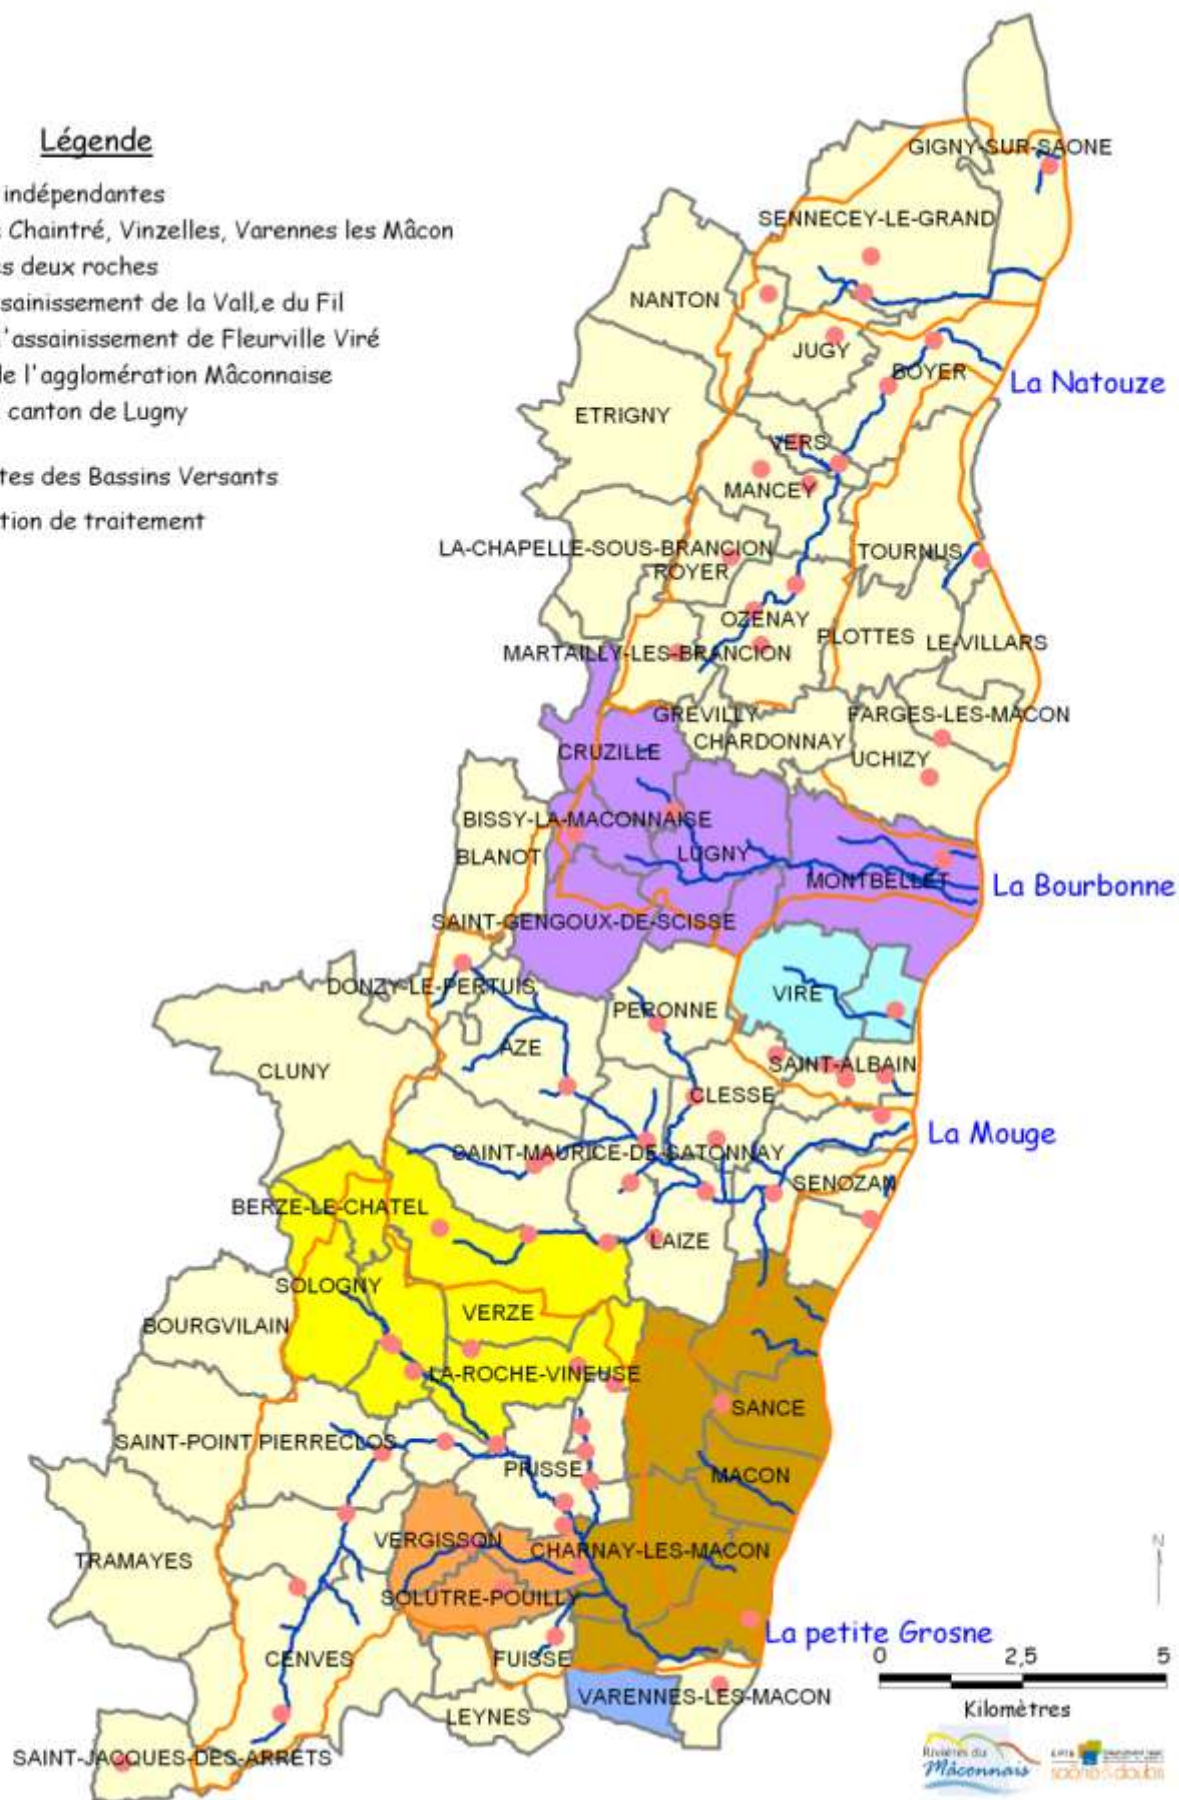 Légende
indépendantes
Chaintré, Vinzelles, Varennes les Mâcon
s deux roches
sainissement de la Vall,e du Fil
'assainissement de Fleurville Viré
de l'agglomération Mâconnaise
canton de Lugny
tes des Bassins Versants
tion de traitement
GIGNY-SUR-SAONE
SENNECEY-LE-GRAND
NANTON
JUGY
BOYER
La Natouze
ETRIGNY
VERS
MANCEY
LA-CHAPELLE-SOUS-BRANCION
TOURNUS
ROYER
OZENAY
PLOTTES
LE-VILLARS
MARTAILLY-LES-BRANCION
GREVILLY
FARGES-LES-MACON
CRUZILLE
CHARDONNAY
UCHIZY
BISSY-LA-MACONNAISE
BLANOT
LUGNY
MONTBELLET
La Bourbonne
SAINT-GENGOUX-DE-SCISSE
DONZY-LE-PERTUIS
VIRE
PERONNE
AZE
CLUNY
SAINT-ALBAIN
CLESSE
La Mouge
SAINT-MAURICE-DE-SATONNAY
SENOZAN
BERZE-LE-CHATEL
LAIZE
SOLOGNY
BOURGVILAIN
VERZE
LA-ROCHE-VINEUSE
SANCE
SAINT-POINT
PIERRECLOS
PRISSE
MACON
VERGISSON
CHARNAY-LES-MACON
TRAMAYES
SOLUTRE-POUILLY
La petite Grosne
CENVES
FUISSE
VARENNES-LES-MACON
LEYNES
SAINT-JACQUES-DES-ARRETS
0 2,5 5
Kilomètres
N
Rivières du
Mâconnais
saône & doubs